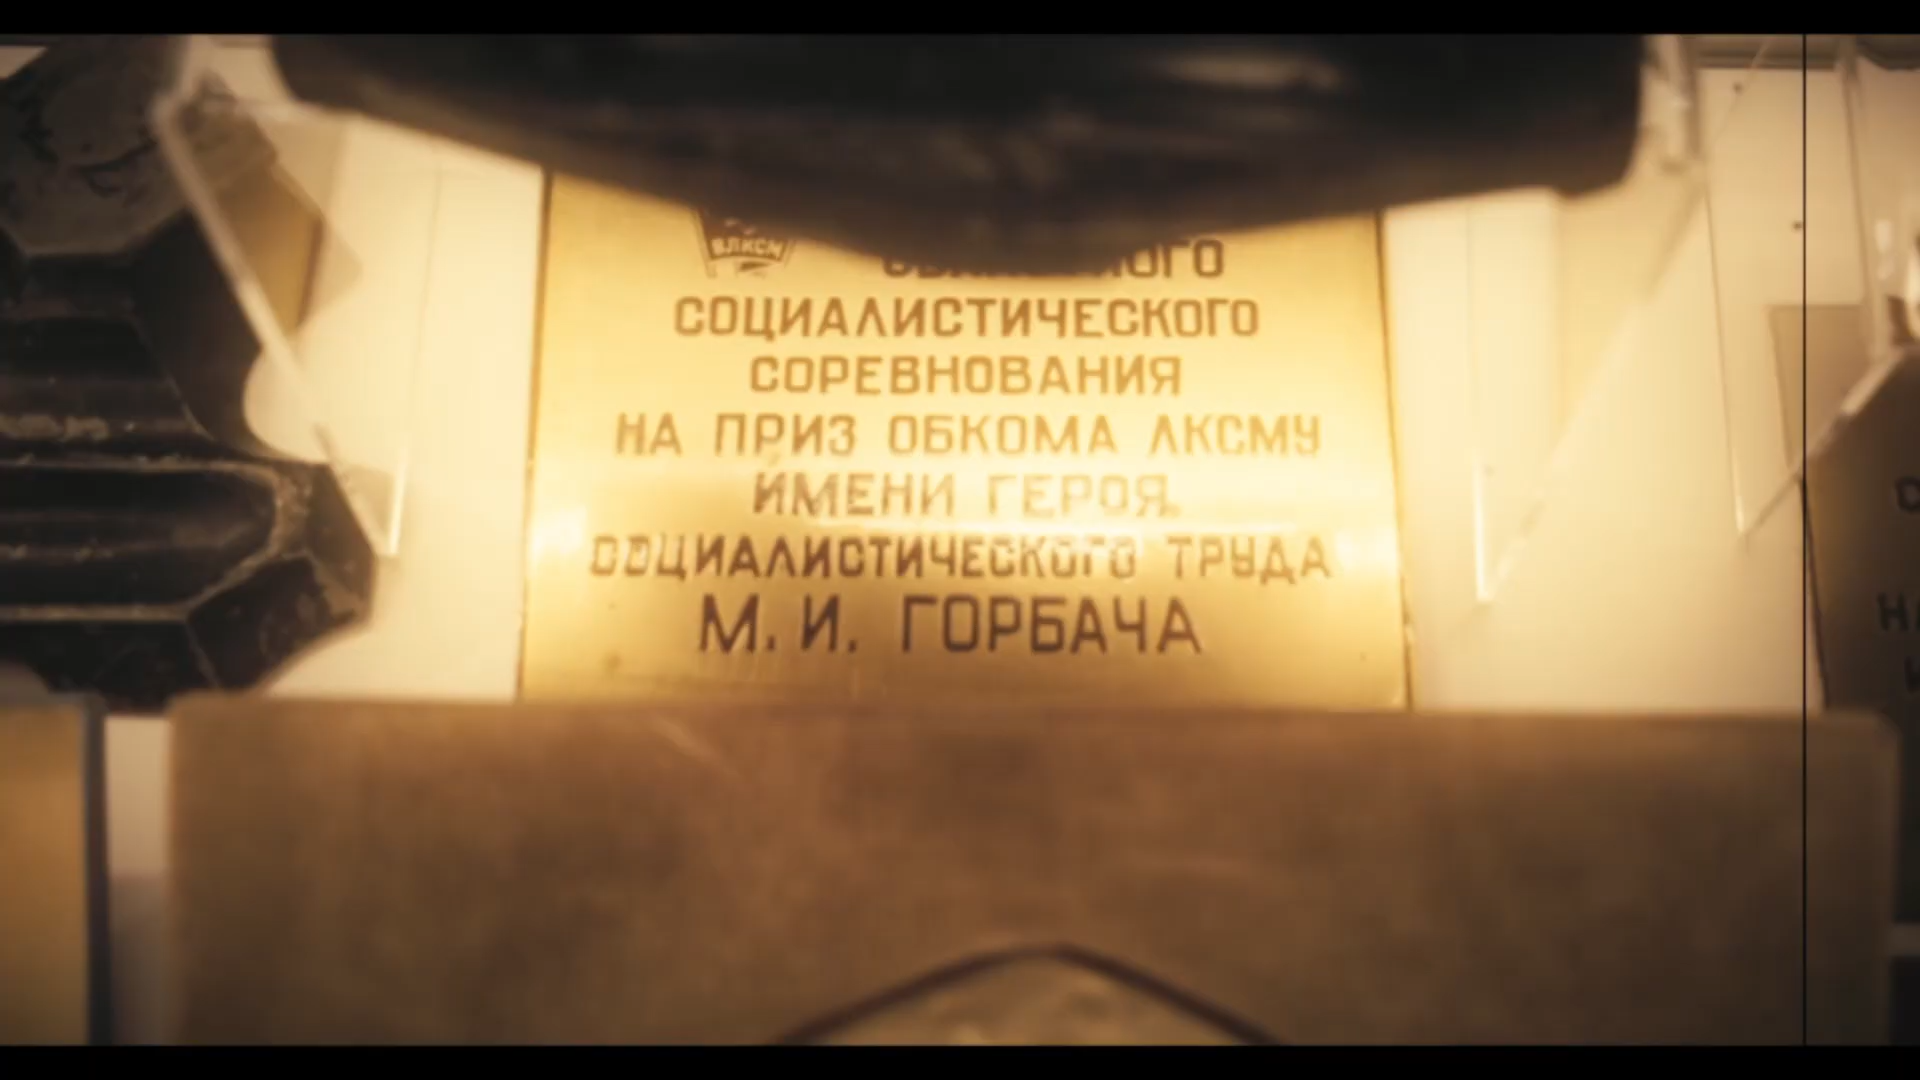 ВЛКСМ
СОЦИАЛИСТИЧЕСКОГО
СОРЕВНОВАНИЯ
НА ПРИЗ ОБКОМА ЛКСМУ
ИМЕНИ ГЕРОЯ
СОЦИАЛИСТИЧЕСКОГО ТРУДА
М. И. ГОРБАЧА